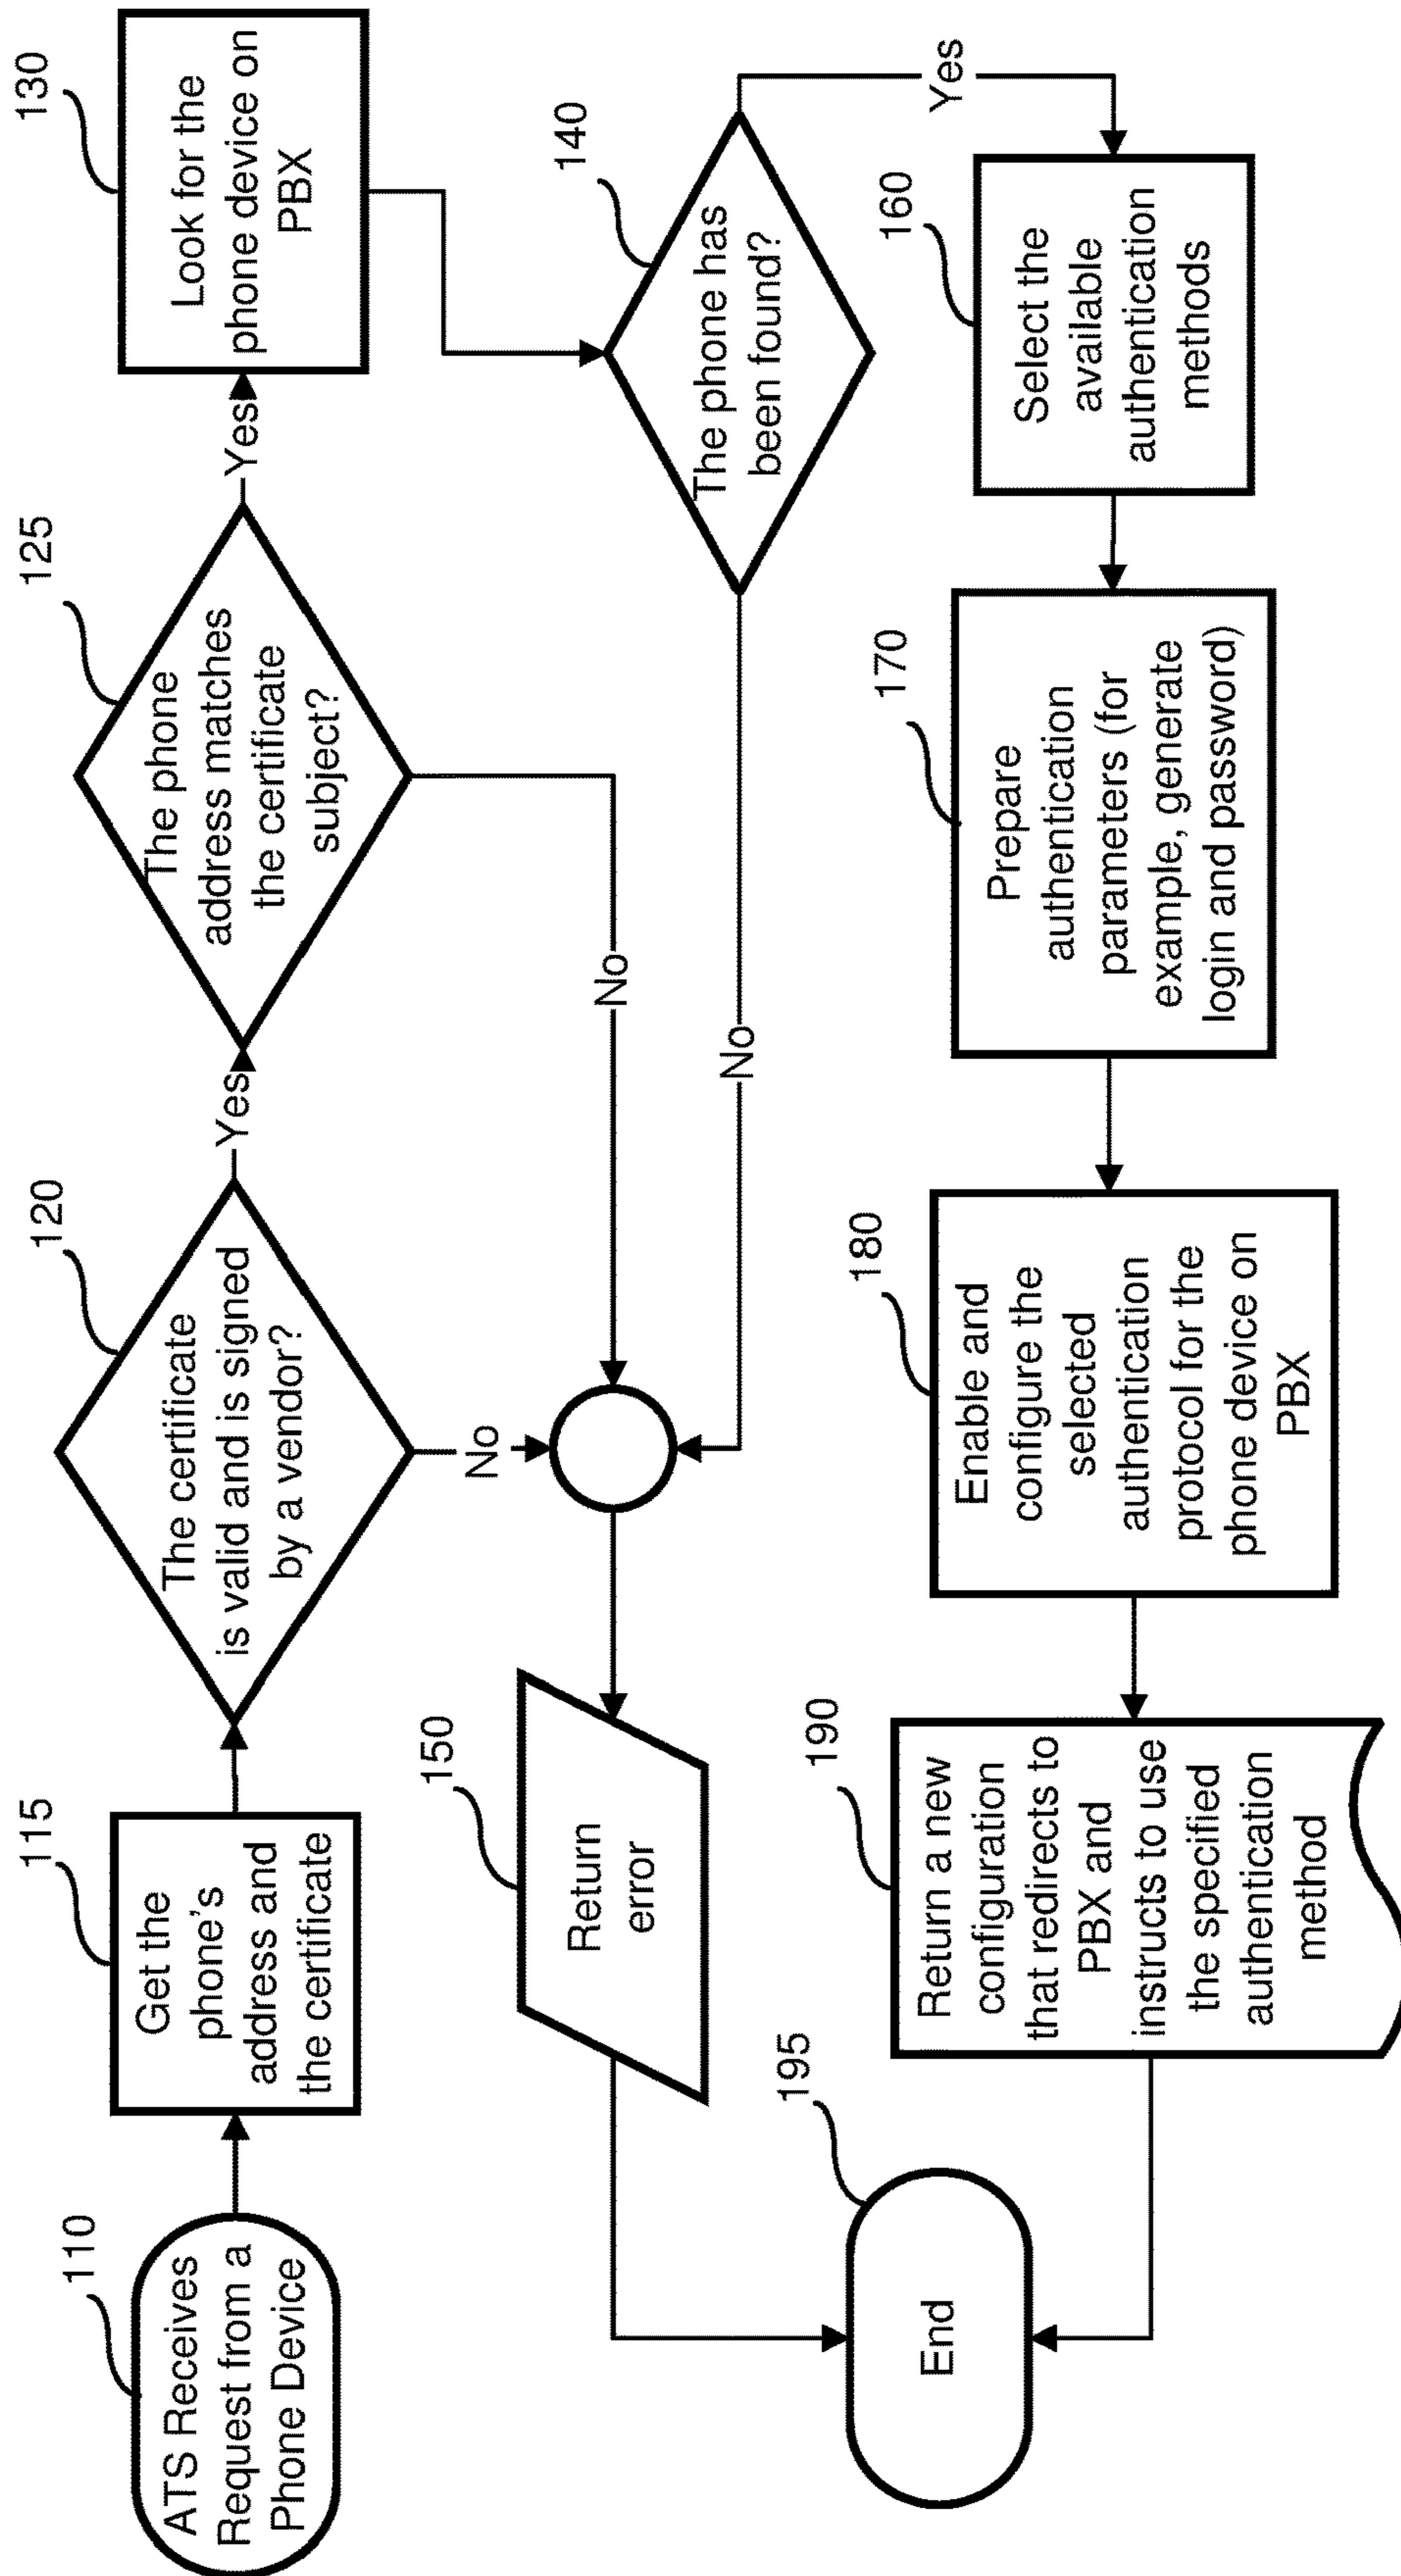 110
ATS Receives
Request from a
Phone Device
115
Get the
phone's
address and
the certificate
120
The certificate
is valid and is signed
by a vendor?
Yes
No
125
The phone
address matches
the certificate
subject?
Yes
No
130
Look for the
phone device on
PBX
140
The phone has
been found?
No
Yes
150
Return
error
160
Select the
available
authentication
methods
170
Prepare
authentication
parameters (for
example, generate
login and password)
180
Enable and
configure the
selected
authentication
protocol for the
phone device on
PBX
190
Return a new
configuration
that redirects to
PBX and
instructs to use
the specified
authentication
method
195
End